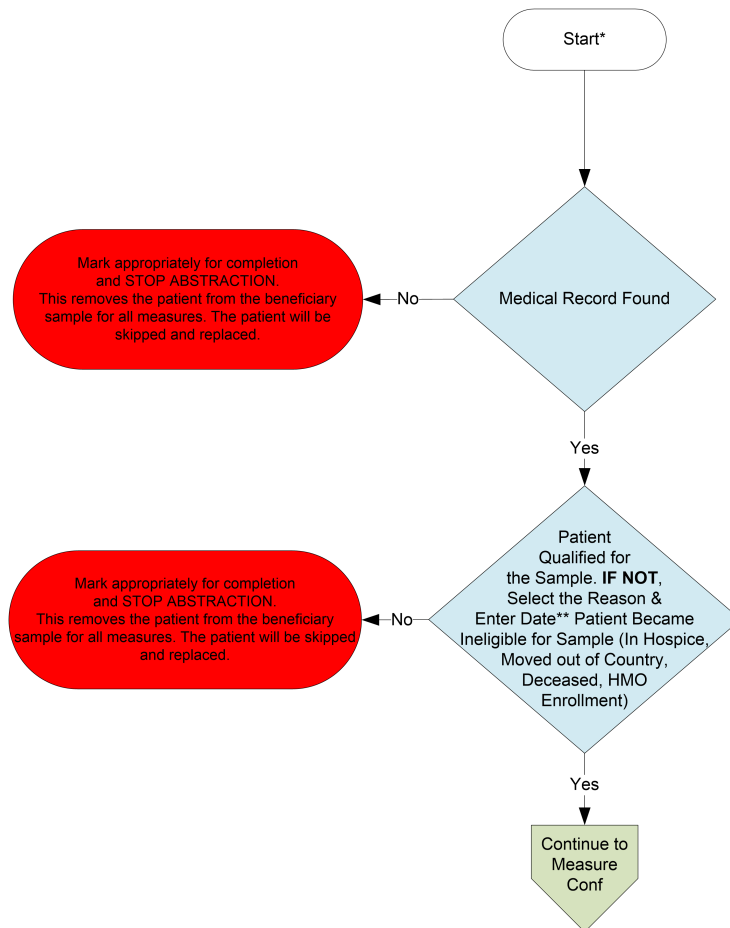 Start*
Medical Record Found
No
Mark appropriately for completion
and STOP ABSTRACTION.
This removes the patient from the beneficiary
sample for all measures. The patient will be
skipped and replaced.
Yes
Patient
Qualified for
the Sample. IF NOT,
Select the Reason &
Enter Date** Patient Became
Ineligible for Sample (In Hospice,
Moved out of Country,
Deceased, HMO
Enrollment)
No
Mark appropriately for completion
and STOP ABSTRACTION.
This removes the patient from the beneficiary
sample for all measures. The patient will be skipped
and replaced.
Yes
Continue to
Measure
Conf